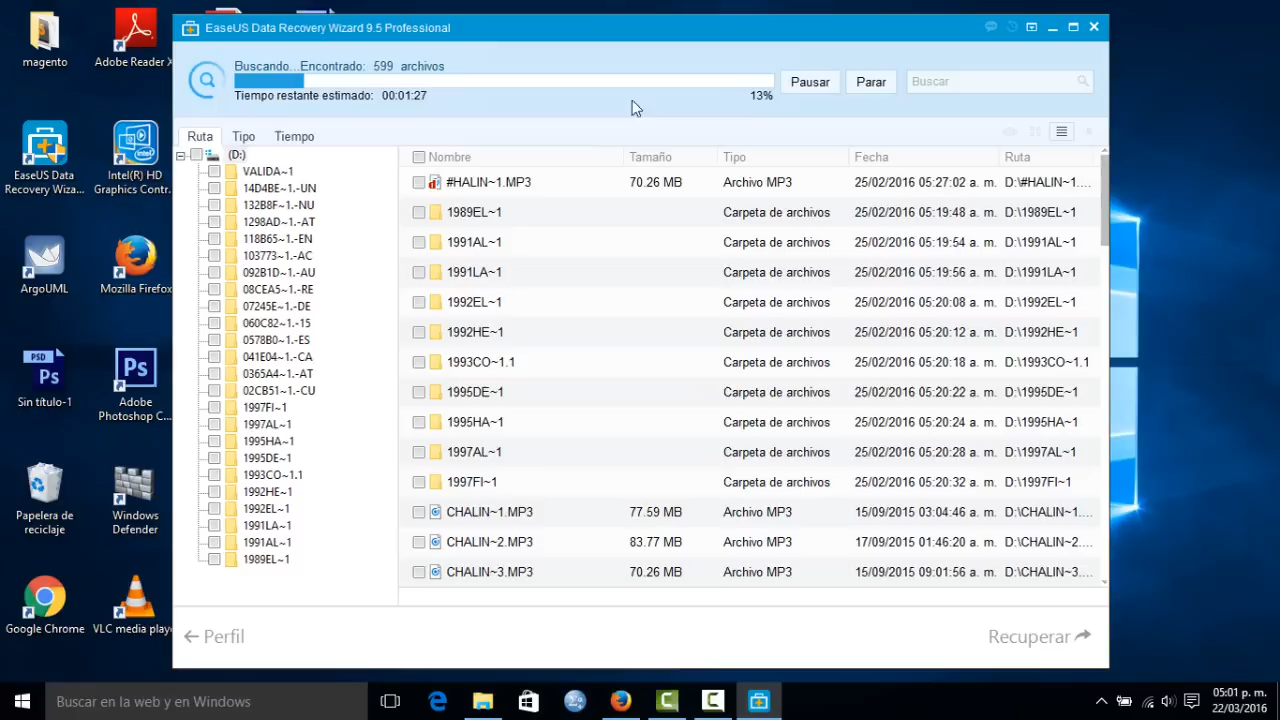 magento
Adobe Reader X
EaseUS Data
Recovery Wiza...
Intel(R) HD
Graphics Contr...
ArgoUML
Mozilla Firefox
PSD
Ps
Sin título-1
Ps
Adobe
Photoshop C...
Papelera de
reciclaje
Windows
Defender
Google Chrome
VLC media playe
EaseUS Data Recovery Wizard 9.5 Professional
Buscando...Encontrado: 599 archivos
Tiempo restante estimado: 00:01:27
13%
Pausar
Parar
Buscar
Ruta
Tipo
Tiempo
(D:)
VALIDA~1
14D4BE~1.-UN
132B8F~1.-NU
1298AD~1.-AT
118B65~1.-EN
103773~1.-AC
092B1D~1.-AU
08CEA5~1.-RE
07245E~1.-DE
060C82~1.-15
0578B0~1.-ES
041E04~1.-CA
0365A4~1.-AT
02CB51~1.-CU
1997FI~1
1997AL~1
1995HA~1
1995DE~1
1993CO~1.1
1992HE~1
1992EL~1
1991LA~1
1991AL~1
1989EL~1
Nombre Tamaño Tipo Fecha Ruta
#HALIN~1.MP3 70.26 MB Archivo MP3 25/02/2016 05:27:02 a. m. D:\#HALIN~1....
1989EL~1 Carpeta de archivos 25/02/2016 05:19:48 a. m. D:\1989EL~1
1991AL~1 Carpeta de archivos 25/02/2016 05:19:54 a. m. D:\1991AL~1
1991LA~1 Carpeta de archivos 25/02/2016 05:19:56 a. m. D:\1991LA~1
1992EL~1 Carpeta de archivos 25/02/2016 05:20:08 a. m. D:\1992EL~1
1992HE~1 Carpeta de archivos 25/02/2016 05:20:12 a. m. D:\1992HE~1
1993CO~1.1 Carpeta de archivos 25/02/2016 05:20:18 a. m. D:\1993CO~1.1
1995DE~1 Carpeta de archivos 25/02/2016 05:20:22 a. m. D:\1995DE~1
1995HA~1 Carpeta de archivos 25/02/2016 05:20:24 a. m. D:\1995HA~1
1997AL~1 Carpeta de archivos 25/02/2016 05:20:28 a. m. D:\1997AL~1
1997FI~1 Carpeta de archivos 25/02/2016 05:20:32 a. m. D:\1997FI~1
CHALIN~1.MP3 77.59 MB Archivo MP3 15/09/2015 03:04:46 a. m. D:\CHALIN~1....
CHALIN~2.MP3 83.77 MB Archivo MP3 17/09/2015 01:46:20 a. m. D:\CHALIN~2....
CHALIN~3.MP3 70.26 MB Archivo MP3 15/09/2015 09:01:56 a. m. D:\CHALIN~3....
Perfil
Recuperar
Buscar en la web y en Windows
05:01 p. m.
22/03/2016